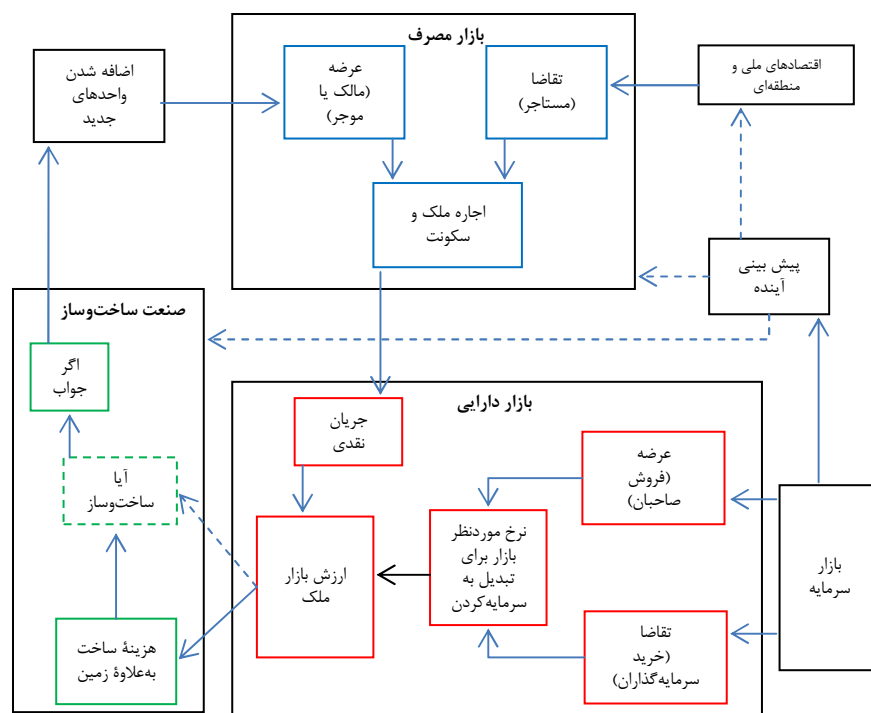 بازار مصرف
اقتصادهای ملی و
منطقه‌ای
تقاضا
(مستاجر)
عرضه
(مالک یا
موجر)
اضافه شدن
واحدهای
جدید
اجاره ملک و
سکونت
پیش بینی
آینده
صنعت ساخت‌وساز
اگر
جواب
آیا
ساخت‌وساز
هزینۀ ساخت
به‌علاوۀ زمین
بازار دارایی
جریان
نقدی
عرضه
(فروش
صاحبان)
نرخ موردنظر
بازار برای
تبدیل به
سرمایه‌کردن
ارزش بازار
ملک
تقاضا
(خرید
سرمایه‌گذاران)
بازار
سرمایه